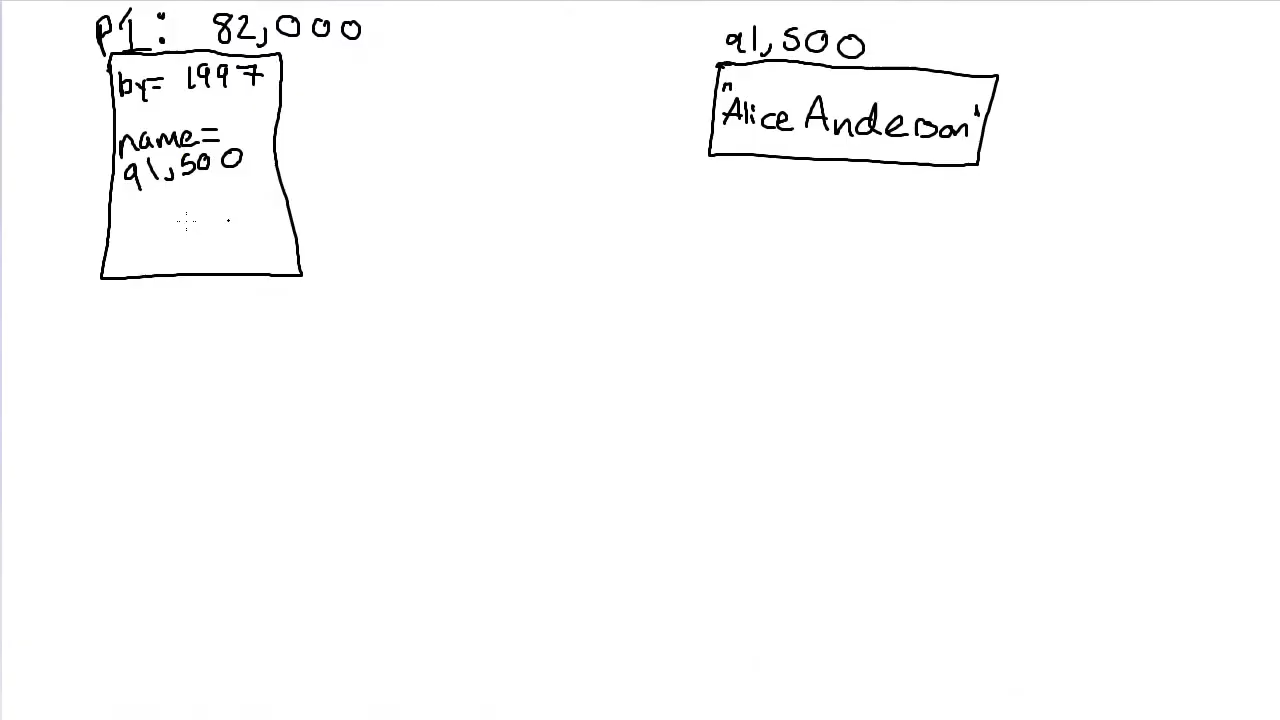 p1: 82,000
by= 1997
name=
91,500
91,500
"Alice Anderson"